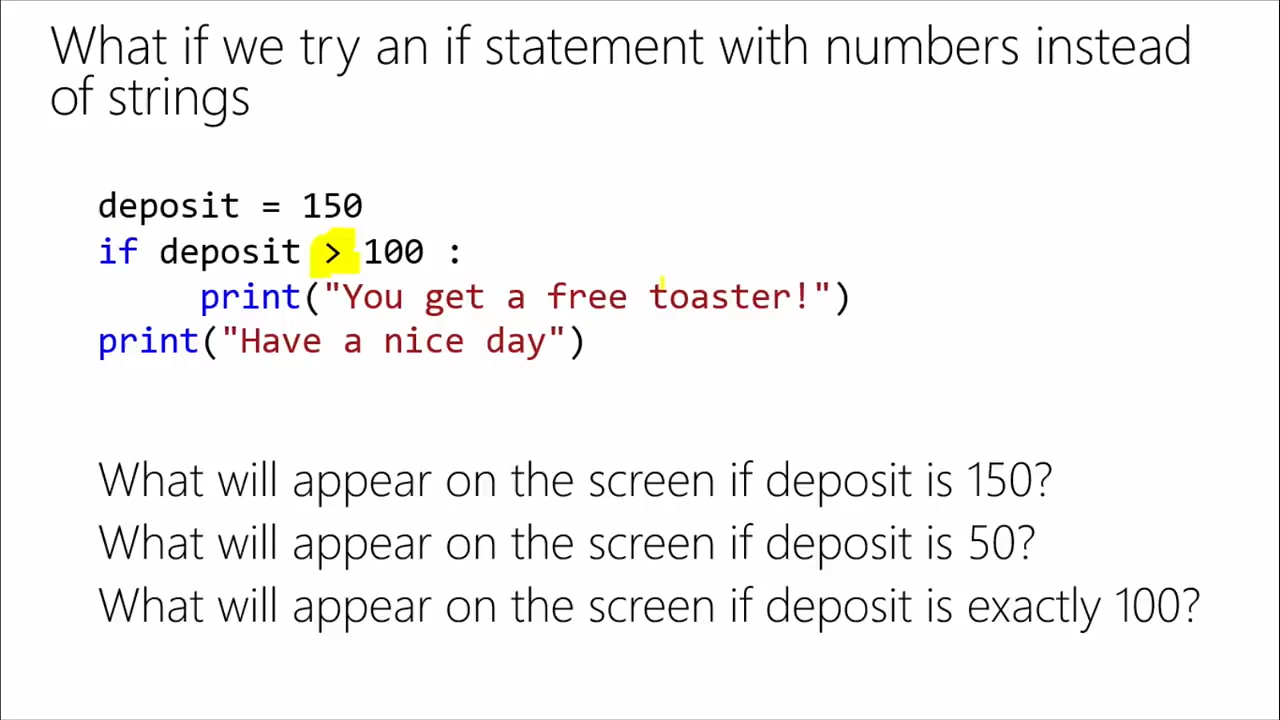 What if we try an if statement with numbers instead
of strings
deposit = 150
if deposit > 100 :
print("You get a free toaster!")
print("Have a nice day")
What will appear on the screen if deposit is 150?
What will appear on the screen if deposit is 50?
What will appear on the screen if deposit is exactly 100?